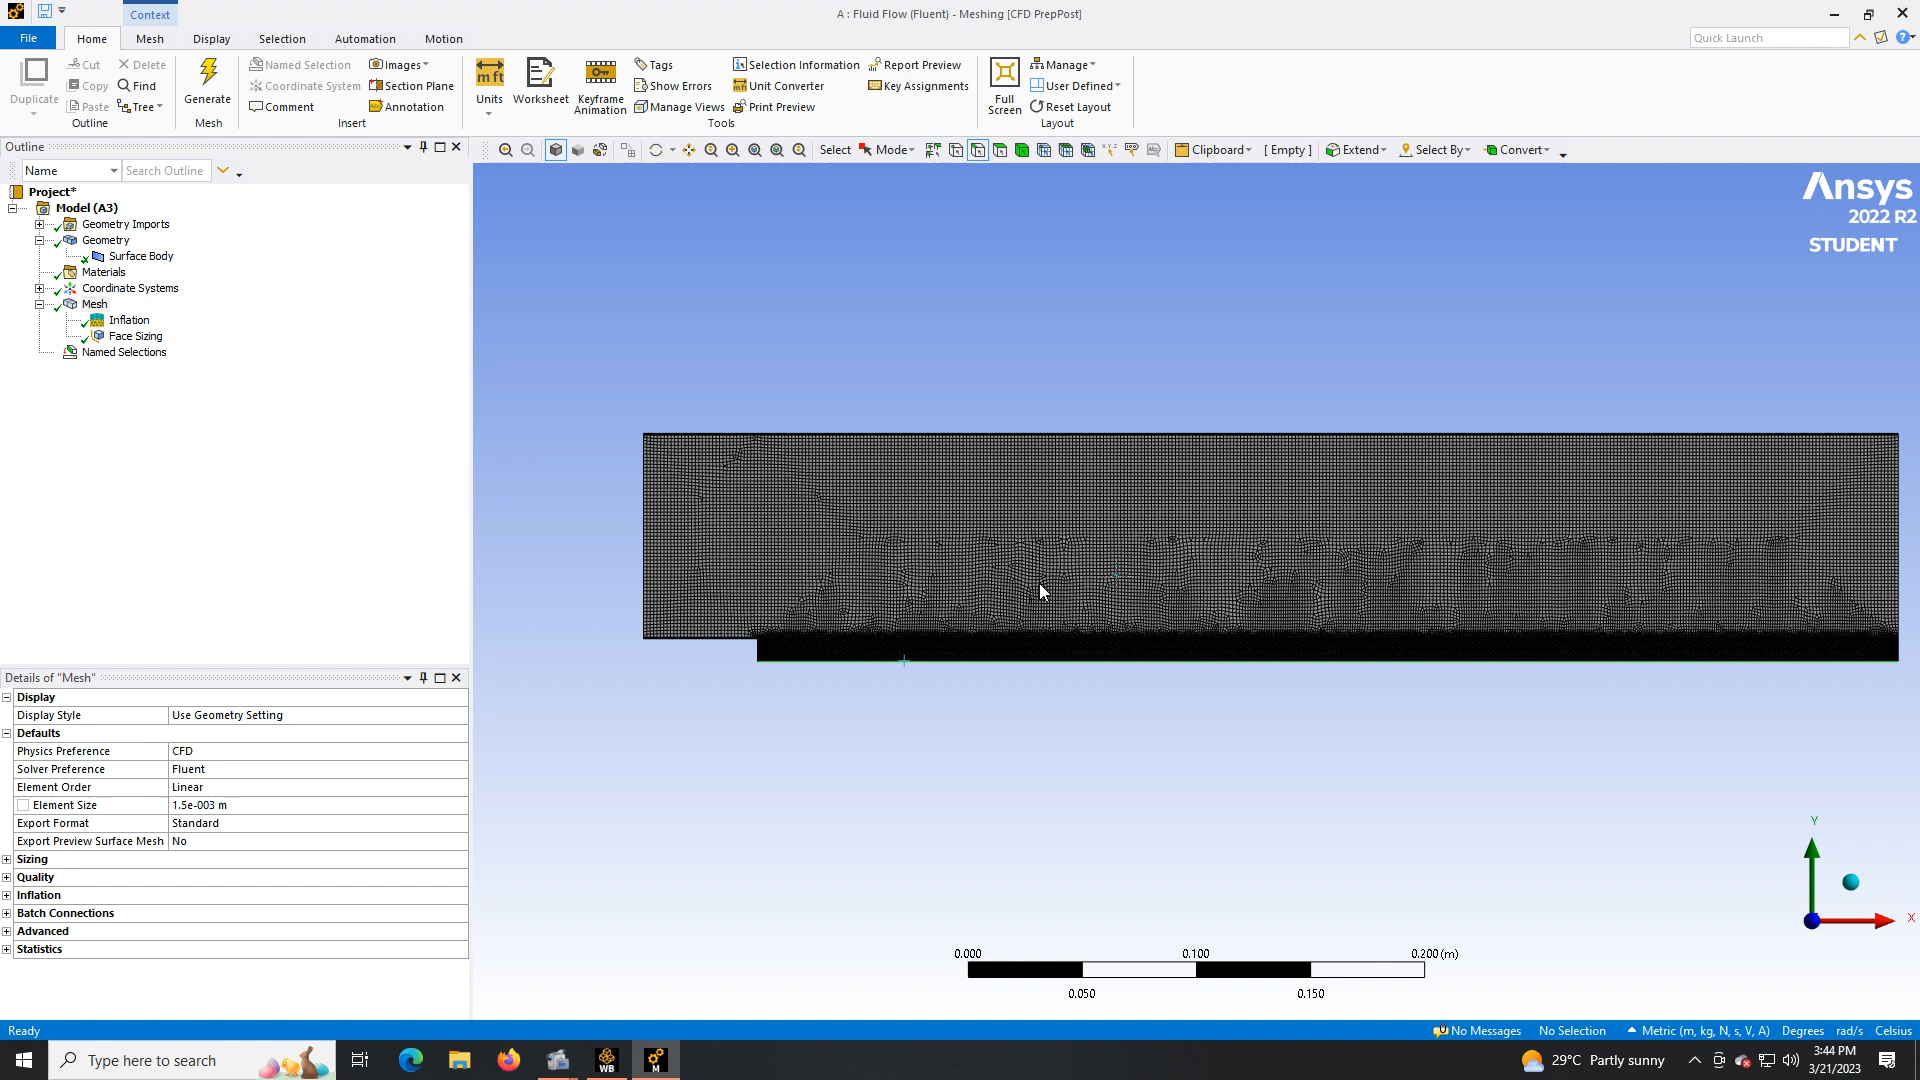 Context
A : Fluid Flow (Fluent) - Meshing [CFD PrepPost]
File Home Mesh Display Selection Automation Motion
Quick Launch
Duplicate
Cut
Copy
Paste
Delete
Find
Tree
Outline
Generate
Mesh
Named Selection
Coordinate System
Comment
Images
Section Plane
Annotation
Insert
m ft
Units
Worksheet
Keyframe
Animation
Tags
Show Errors
Manage Views
Selection Information
Unit Converter
Print Preview
Report Preview
Key Assignments
Tools
Full
Screen
Manage
User Defined
Reset Layout
Layout
Outline
Select Mode Clipboard [ Empty ] Extend Select By Convert
Name Search Outline
Project*
Model (A3)
Geometry Imports
Geometry
Surface Body
Materials
Coordinate Systems
Mesh
Inflation
Face Sizing
Named Selections
Ansys
2022 R2
STUDENT
Details of "Mesh"
Display
Display Style Use Geometry Setting
Defaults
Physics Preference CFD
Solver Preference Fluent
Element Order Linear
Element Size 1.5e-003 m
Export Format Standard
Export Preview Surface Mesh No
Sizing
Quality
Inflation
Batch Connections
Advanced
Statistics
Y
X
0.000 0.100 0.200 (m)
0.050 0.150
Ready
No Messages No Selection Metric (m, kg, N, s, V, A) Degrees rad/s Celsius
Type here to search
WB
M
29°C Partly sunny
3:44 PM
3/21/2023